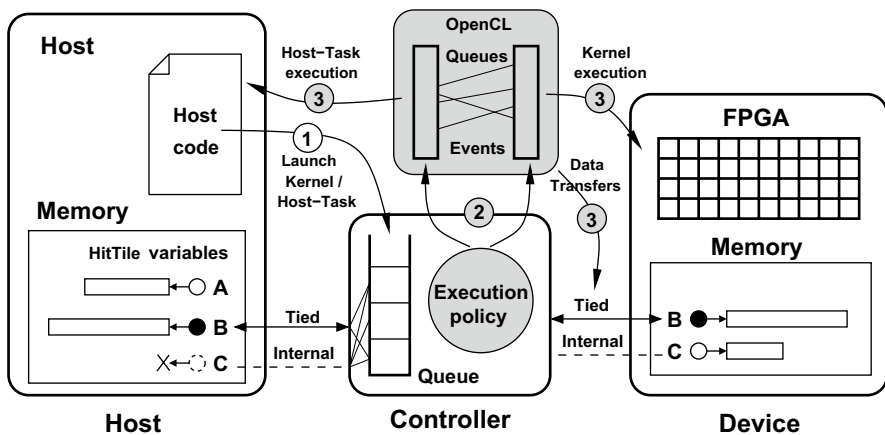 Host
Host
code
Memory
HitTile variables
A
B
C
Host
Host−Task
execution
3
1
Launch
Kernel /
Host−Task
OpenCL
Queues
Events
Kernel
execution
3
Data
Transfers
3
2
Execution
policy
Queue
Tied
Internal
Tied
Internal
Controller
FPGA
Memory
B
C
Device